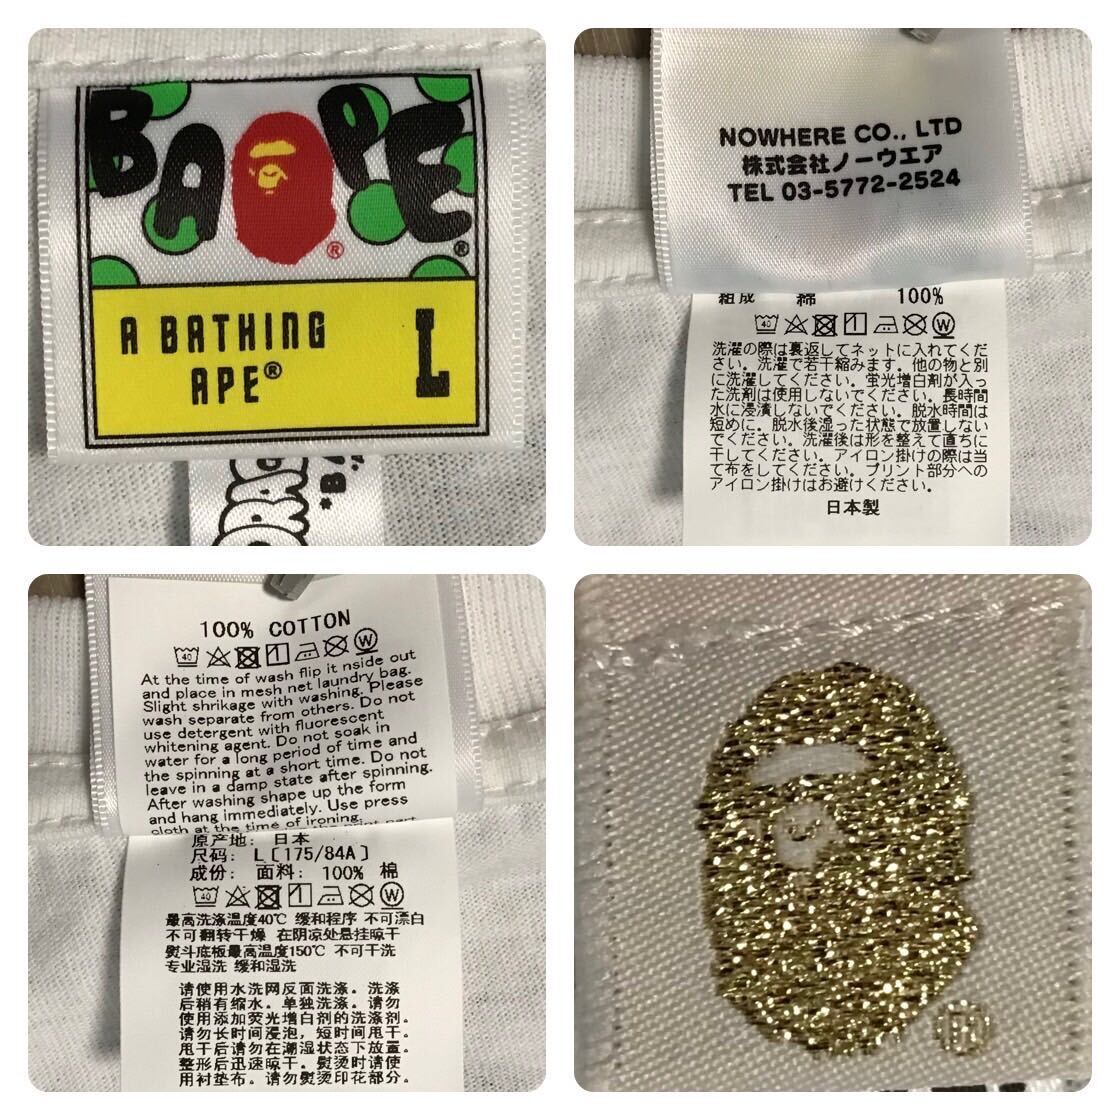 BAPE®
®
A BATHING
APE®
L
NOWHERE CO., LTD
株式会社ノーウエア
TEL 03-5772-2524
組成 綿 100%
40 1 W
洗濯の際は裏返してネットに入れてくだ
さい。洗濯で若干縮みます。他の物と別
に洗濯してください。蛍光増白剤が入っ
た洗剤は使用しないでください。長時間
水に浸漬しないでください。脱水時間は
短めに。脱水後湿った状態で放置しない
でください。洗濯後は形を整えて直ちに
干してください。アイロン掛けの際は当
て布をしてください。プリント部分への
アイロン掛けはお避けください。
日本製
100% COTTON
40 1 W
At the time of wash flip it nside out
and place in mesh net laundry bag.
Slight shrikage with washing. Please
wash separate from others. Do not
use detergent with fluorescent
whitening agent. Do not soak in
water for a long period of time and
the spinning at a short time. Do not
leave in a damp state after spinning.
After washing shape up the form
and hang immediately. Use press
cloth at the time of ironing.
原产地: 日本
尺码: L [175/84A]
成份: 面料: 100% 棉
40 1 W
最高洗涤温度40℃ 缓和程序 不可漂白
不可翻转干燥 在阴凉处悬挂晾干
熨斗底板最高温度150℃ 不可干洗
专业湿洗 缓和湿洗
请使用水洗网反面洗涤。洗涤
后稍有缩水。单独洗涤。请勿
使用添加荧光增白剂的洗涤剂。
请勿长时间浸泡，短时间甩干。
甩干后请勿在潮湿状态下放置。
整形后迅速晾干。熨烫时请使
用衬垫布。请勿熨烫印花部分。
®